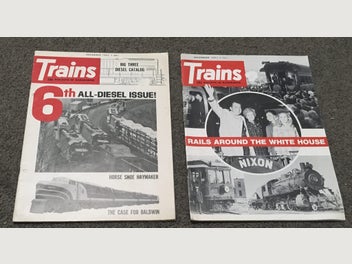 BIG THREE
DIESEL CATALOG
Trains
6th ALL-DIESEL ISSUE!
HORSE SHOE HAYMAKER
THE CASE FOR BALDWIN
Trains
RAILS AROUND THE WHITE HOUSE
NIXON